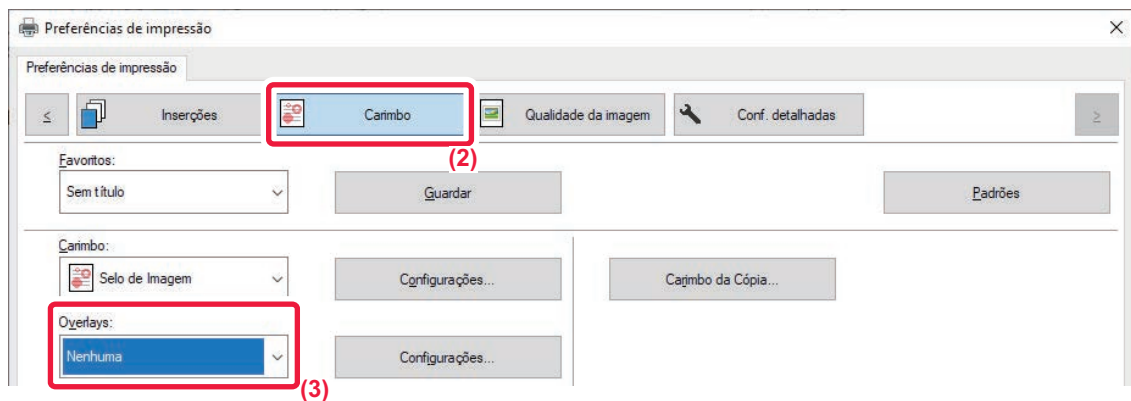 Preferências de impressão
Preferências de impressão
< Inserções Carimbo Qualidade da imagem Conf. detalhadas >
(2)
Favoritos:
Sem título Guardar Padrões
Carimbo:
Selo de Imagem Configurações... Carimbo da Cópia...
Overlays:
Nenhuma Configurações...
(3)